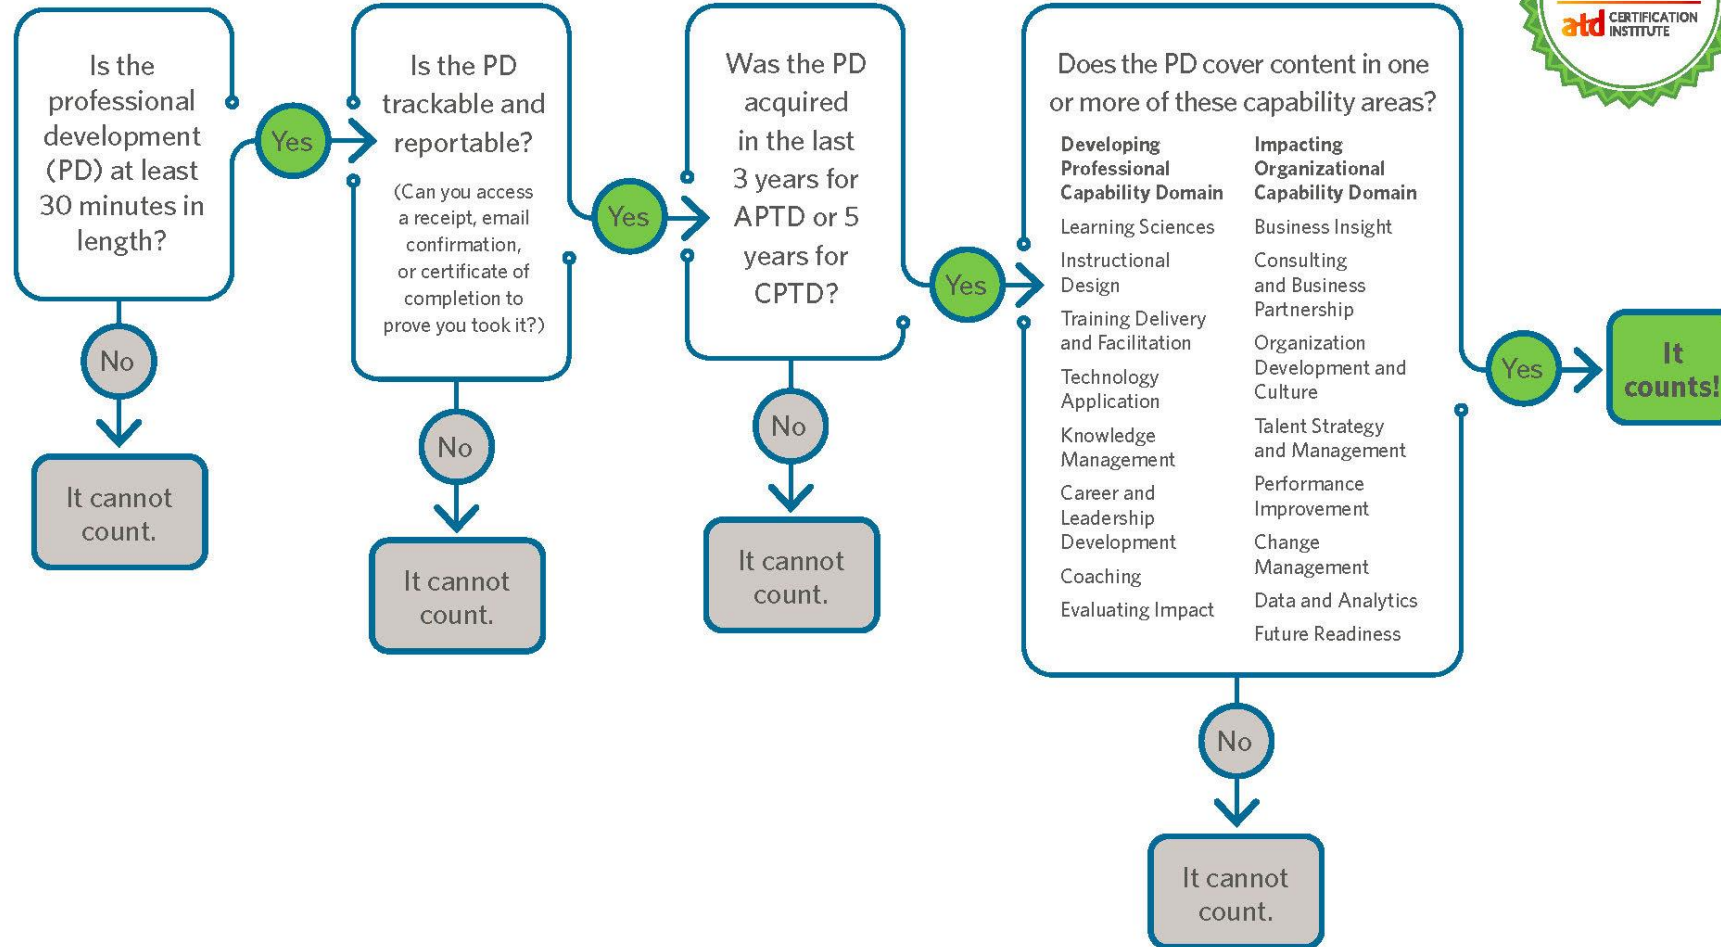 Is the
professional
development
(PD) at least
30 minutes in
length?
Yes
No
It cannot
count.
Is the PD
trackable and
reportable?
(Can you access
a receipt, email
confirmation,
or certificate of
completion to
prove you took it?)
Yes
No
It cannot
count.
Was the PD
acquired
in the last
3 years for
APTD or 5
years for
CPTD?
Yes
No
It cannot
count.
Does the PD cover content in one
or more of these capability areas?
Developing
Professional
Capability Domain
Learning Sciences
Instructional
Design
Training Delivery
and Facilitation
Technology
Application
Knowledge
Management
Career and
Leadership
Development
Coaching
Evaluating Impact
Impacting
Organizational
Capability Domain
Business Insight
Consulting
and Business
Partnership
Organization
Development and
Culture
Talent Strategy
and Management
Performance
Improvement
Change
Management
Data and Analytics
Future Readiness
Yes
No
It cannot
count.
It
counts!
atd CERTIFICATION
INSTITUTE